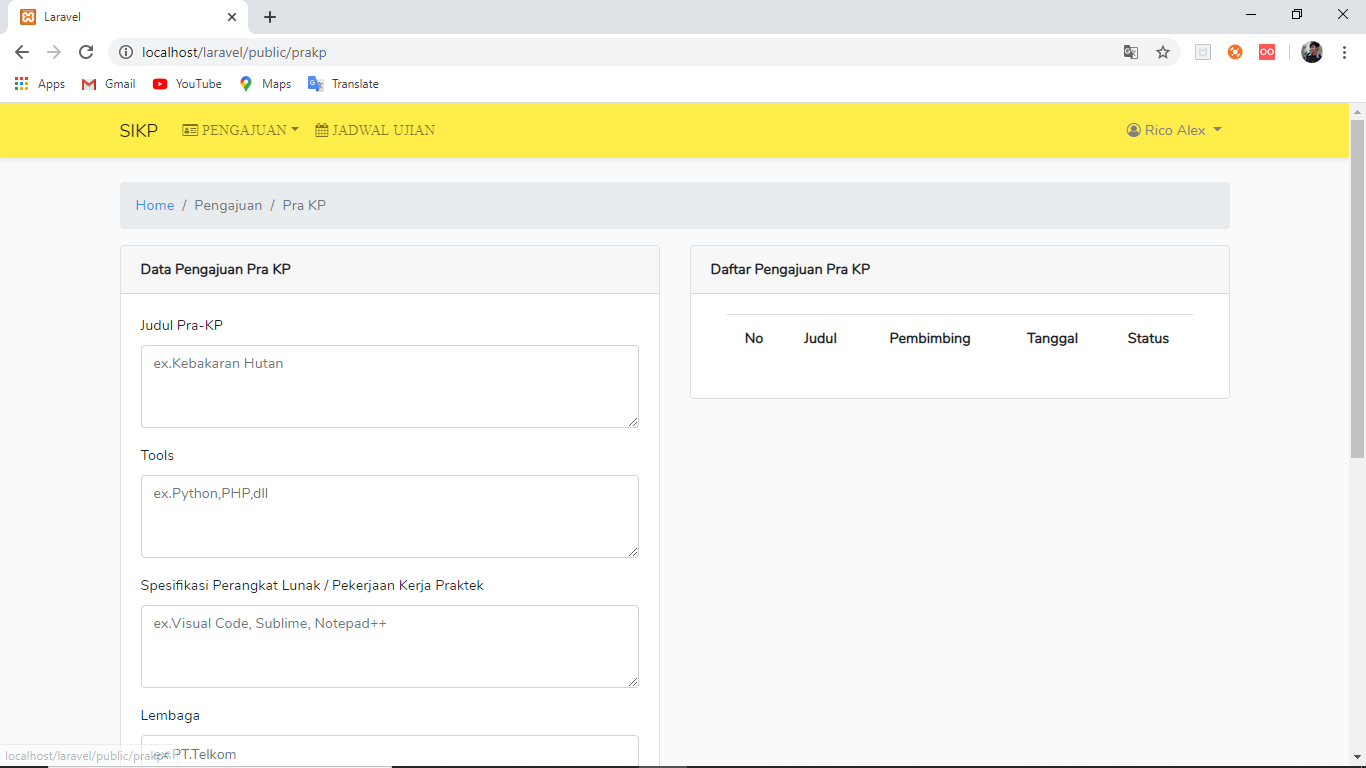 Laravel
localhost/laravel/public/prakp
Apps Gmail YouTube Maps Translate
SIKP PENGAJUAN JADWAL UJIAN Rico Alex
Home / Pengajuan / Pra KP
Data Pengajuan Pra KP
Judul Pra-KP
ex.Kebakaran Hutan
Tools
ex.Python,PHP,dll
Spesifikasi Perangkat Lunak / Pekerjaan Kerja Praktek
ex.Visual Code, Sublime, Notepad++
Lembaga
ex.PT.Telkom
Daftar Pengajuan Pra KP
No Judul Pembimbing Tanggal Status
localhost/laravel/public/prakp#